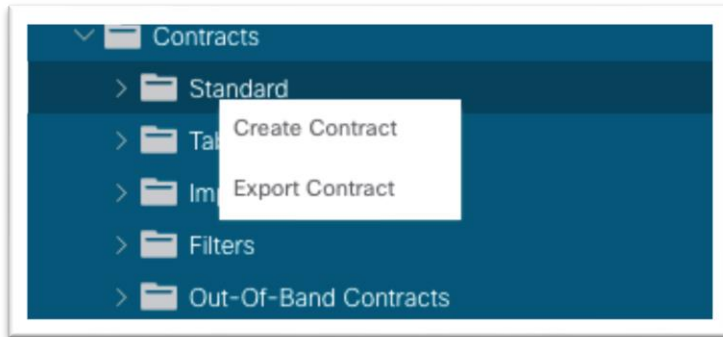 Contracts
Standard
Create Contract
Export Contract
Filters
Out-Of-Band Contracts